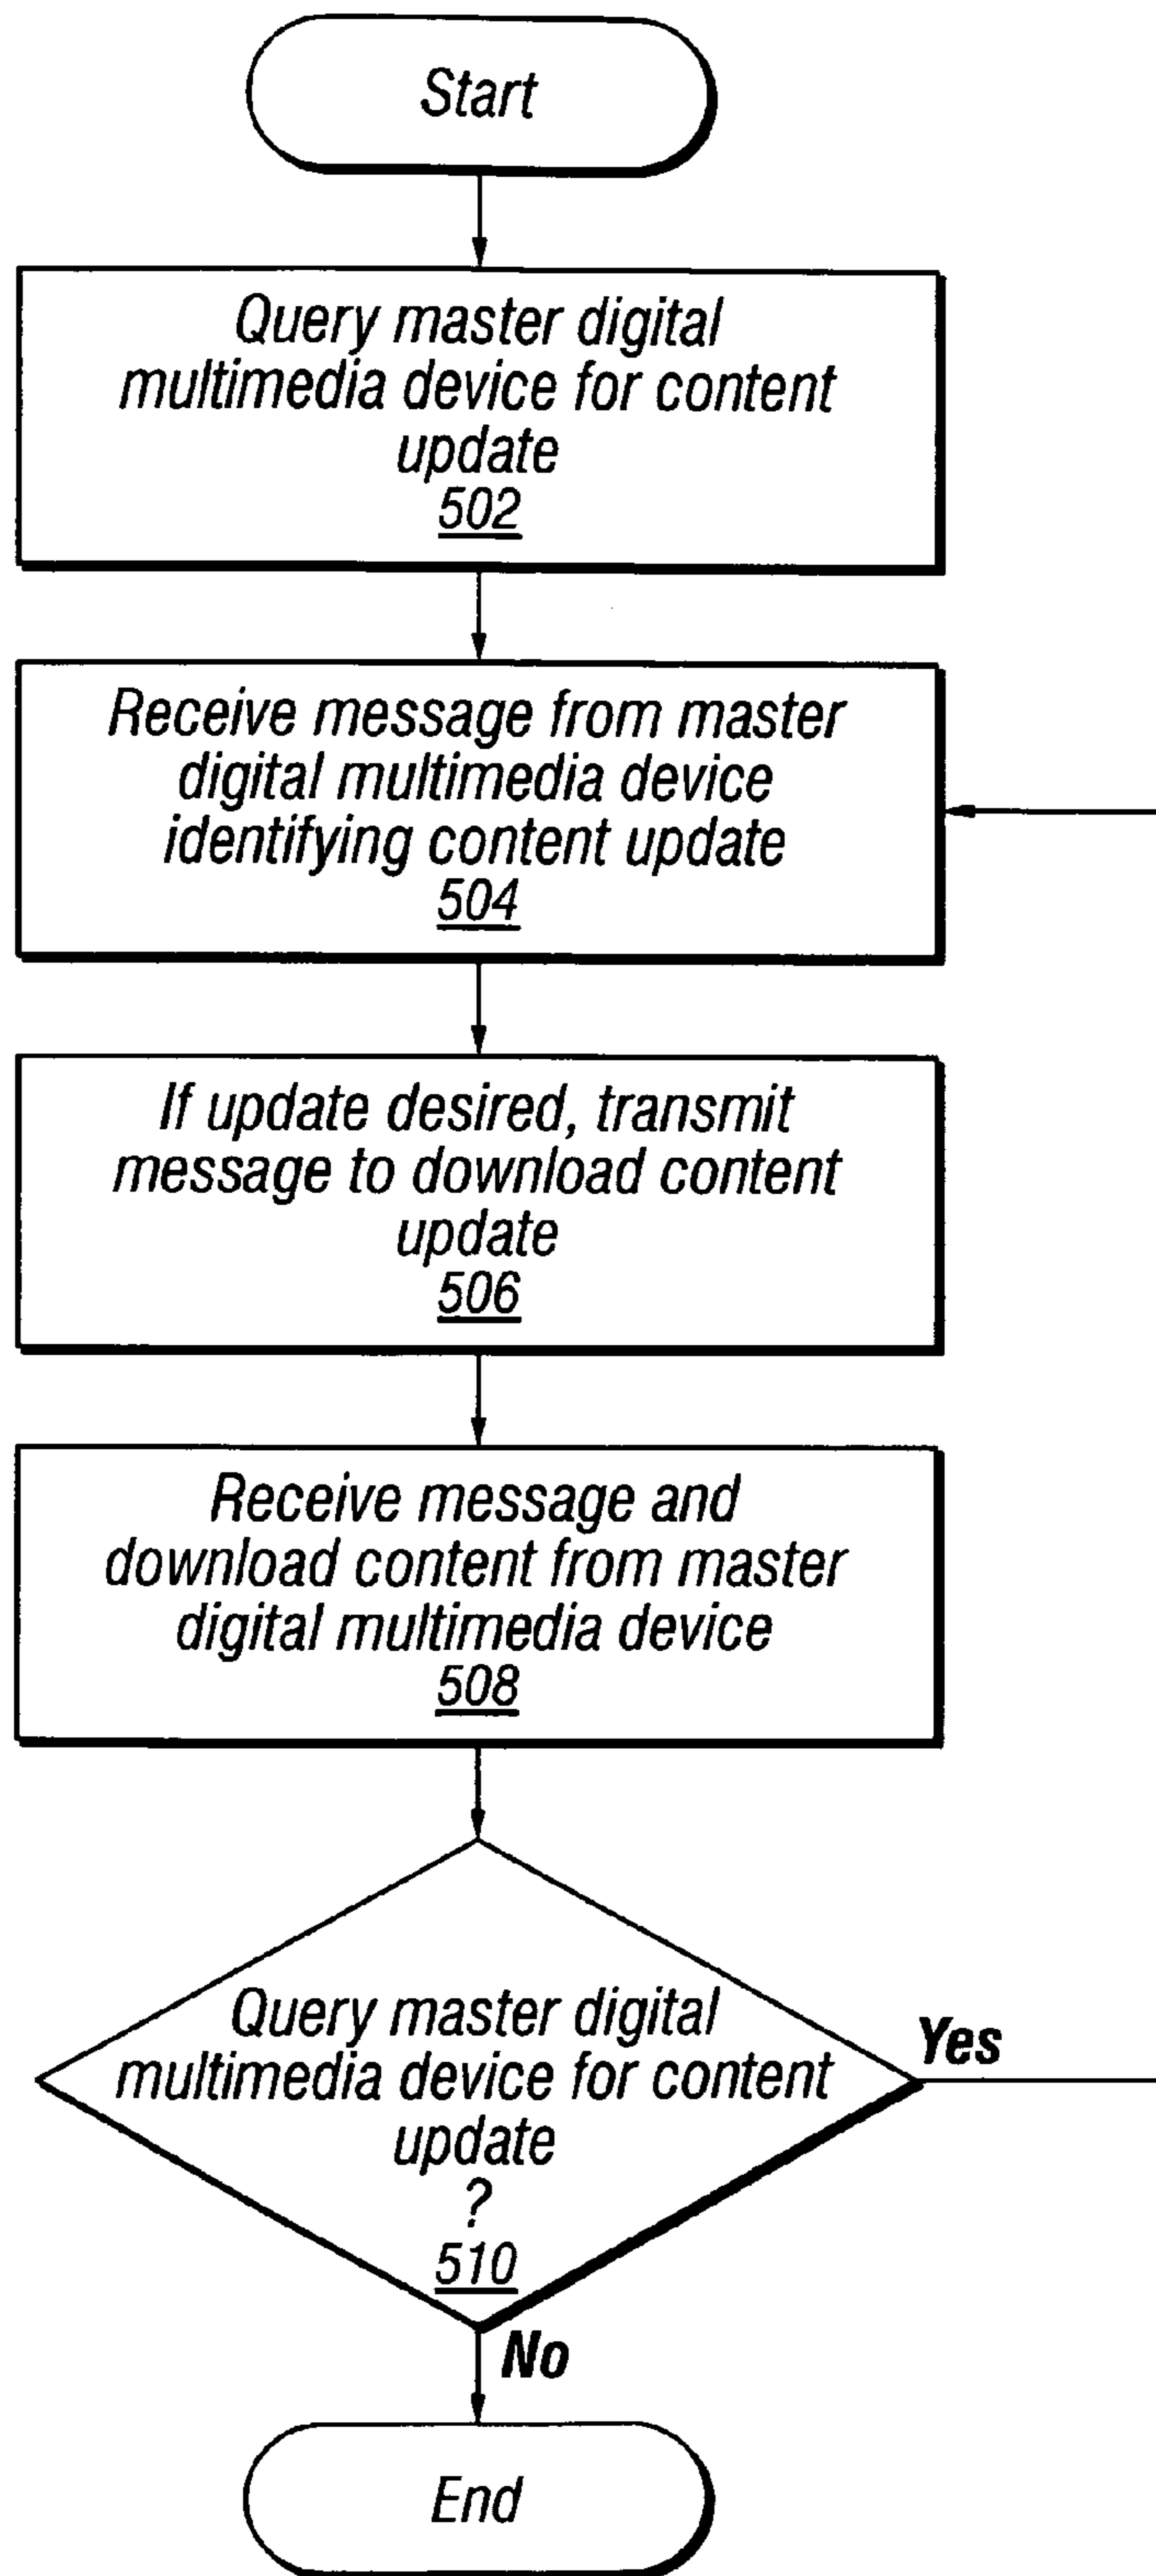 Start
Query master digital
multimedia device for content
update
502
Receive message from master
digital multimedia device
identifying content update
504
If update desired, transmit
message to download content
update
506
Receive message and
download content from master
digital multimedia device
508
Query master digital
multimedia device for content
update
?
510
Yes
No
End